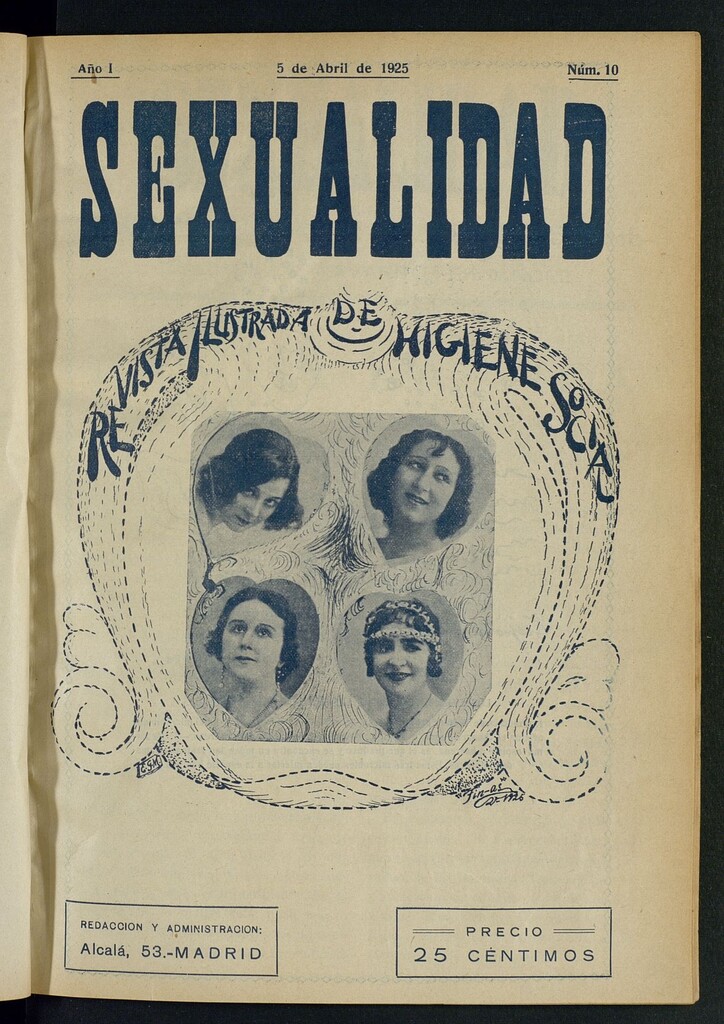 Año I 5 de Abril de 1925 Núm. 10
SEXUALIDAD
REVISTA ILUSTRADA DE HIGIENE SOCIAL
REDACCION Y ADMINISTRACION:
Alcalá, 53.-MADRID
PRECIO
25 CÉNTIMOS